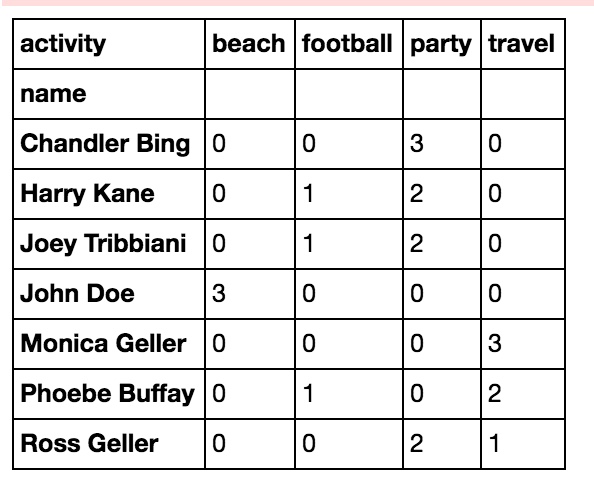 activity beach football party travel
name
Chandler Bing 0 0 3 0
Harry Kane 0 1 2 0
Joey Tribbiani 0 1 2 0
John Doe 3 0 0 0
Monica Geller 0 0 0 3
Phoebe Buffay 0 1 0 2
Ross Geller 0 0 2 1